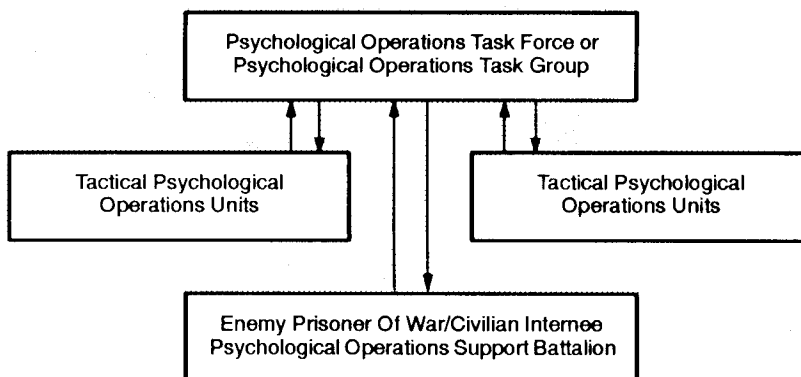 Psychological Operations Task Force or
Psychological Operations Task Group
Tactical Psychological
Operations Units
Tactical Psychological
Operations Units
Enemy Prisoner Of War/Civilian Internee
Psychological Operations Support Battalion